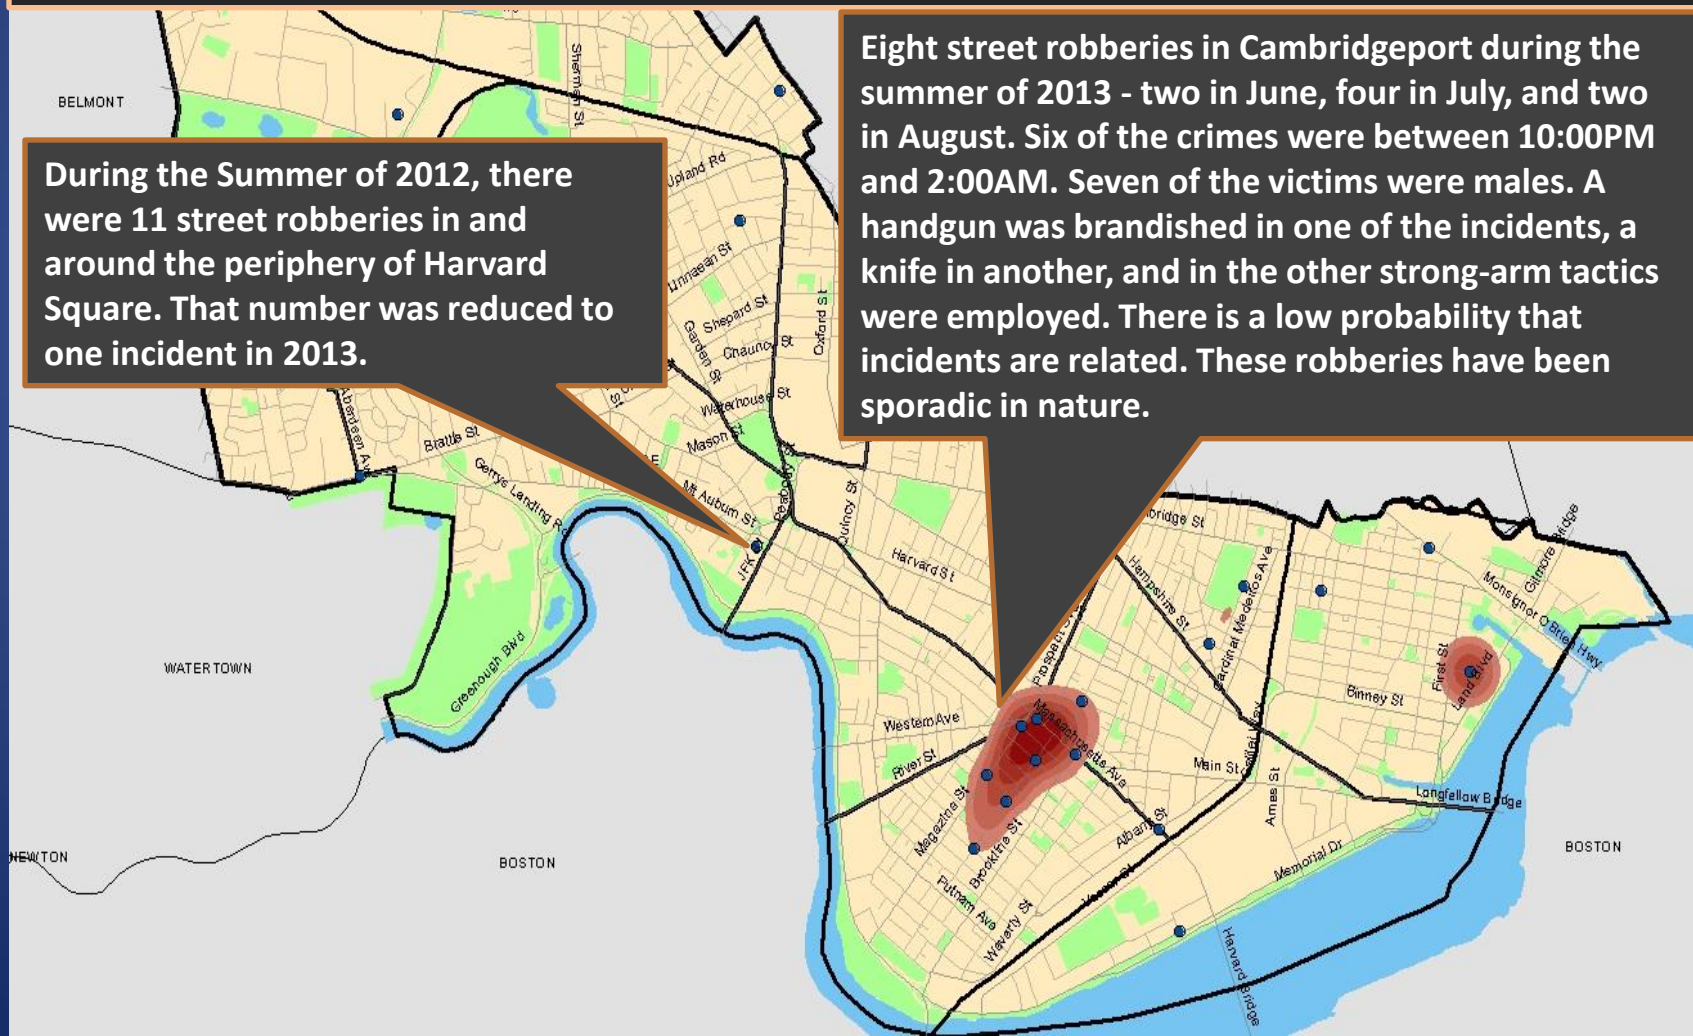 BELMONT
Sherman St
During the Summer of 2012, there
were 11 street robberies in and
around the periphery of Harvard
Square. That number was reduced to
one incident in 2013.
Eight street robberies in Cambridgeport during the
summer of 2013 - two in June, four in July, and two
in August. Six of the crimes were between 10:00PM
and 2:00AM. Seven of the victims were males. A
handgun was brandished in one of the incidents, a
knife in another, and in the other strong-arm tactics
were employed. There is a low probability that
incidents are related. These robberies have been
sporadic in nature.
Upland Rd
Linnaean St
Shepard St
Garden St
Chauncy St
Oxford St
Waterhouse St
Mason St
Aberdeen Ave
Brattle St
Gerrys Landing Rd
Mt Auburn St
Peabody St
Quincy St
JFK
Harvard St
bridge St
Hampshire St
Cardinal Medeiros Ave
Gilmore Bridge
Monsignor O'Brien Hwy
WATERTOWN
Greenough Blvd
Prospect St
First St
Land Blvd
Binney St
Western Ave
Massachusetts Ave
River St
Main St
Ames St
Longfellow Bridge
Magazine St
Brookline St
Albany St
Memorial Dr
NEWTON
BOSTON
BOSTON
Putnam Ave
Waverly St
Vassar St
Harvard Bridge